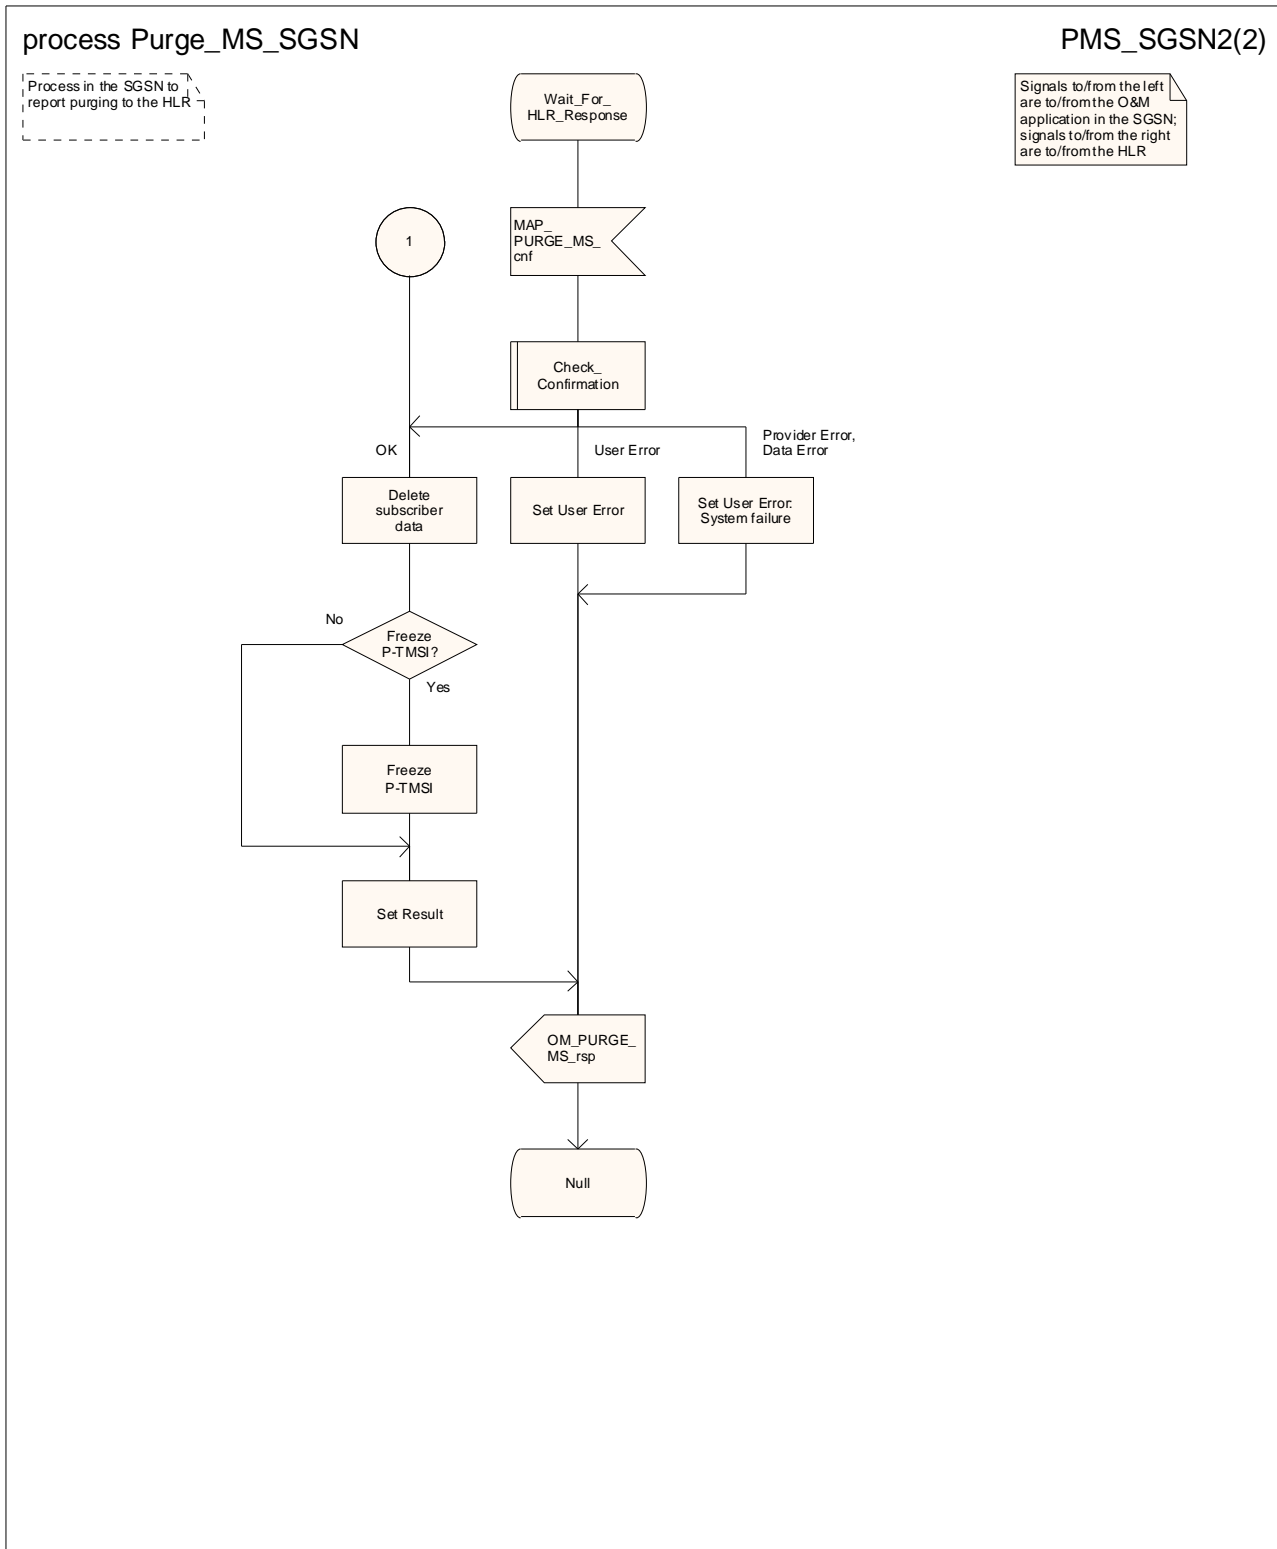 process Purge_MS_SGSN
PMS_SGSN2(2)
Process in the SGSN to
report purging to the HLR
Signals to/from the left
are to/from the O&M
application in the SGSN;
signals to/from the right
are to/from the HLR
Wait_For_
HLR_Response
1
MAP_
PURGE_MS_
cnf
Check_
Confirmation
OK
User Error
Provider Error,
Data Error
Delete
subscriber
data
Set User Error
Set User Error:
System failure
No
Freeze
P-TMSI?
Yes
Freeze
P-TMSI
Set Result
OM_PURGE_
MS_rsp
Null